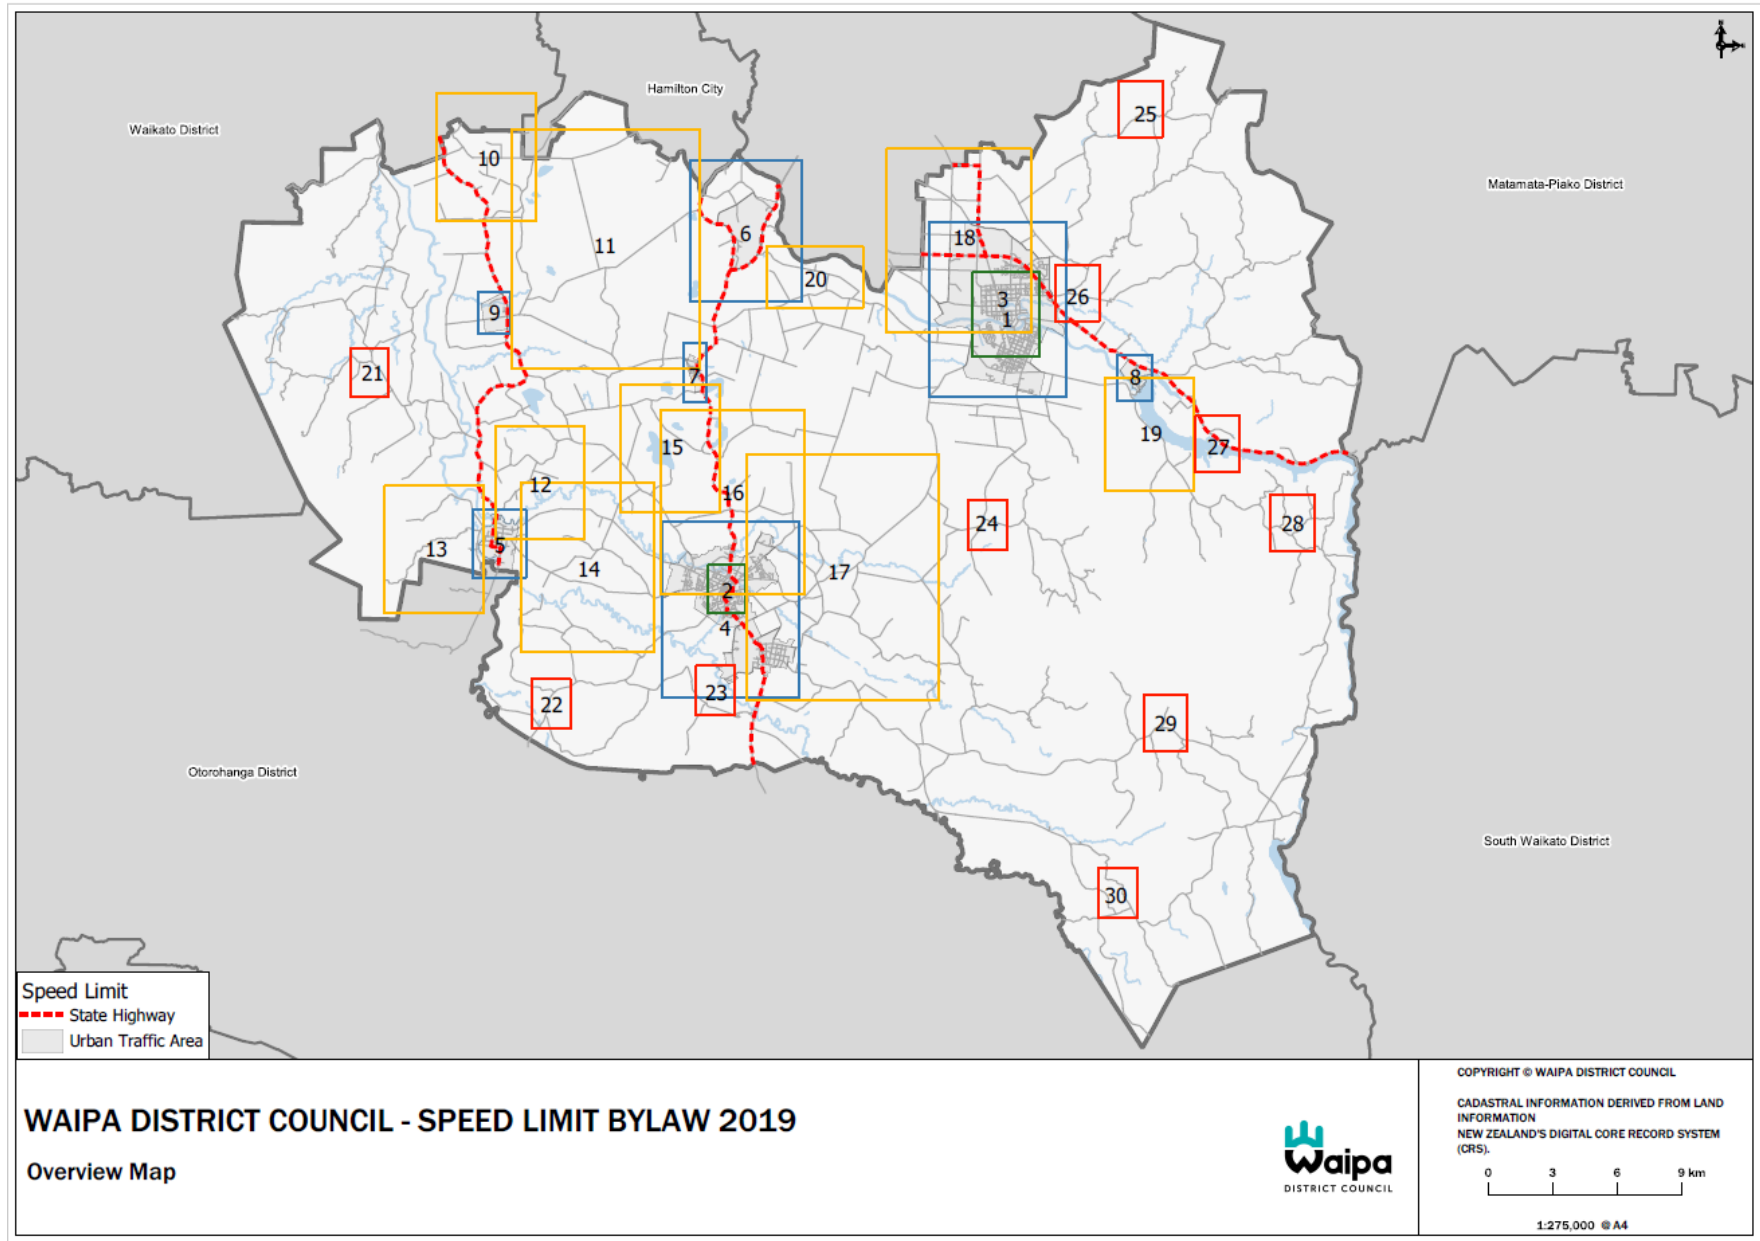 Hamilton City
Waikato District
Matamata-Piako District
25
10
11
6
18
20
26
3
1
9
21
7
8
19
15
27
12
16
24
28
13
5
14
17
2
4
23
22
29
Otorohanga District
South Waikato District
30
Speed Limit
State Highway
Urban Traffic Area
WAIPA DISTRICT COUNCIL - SPEED LIMIT BYLAW 2019
Overview Map
Waipa
DISTRICT COUNCIL
COPYRIGHT © WAIPA DISTRICT COUNCIL
CADASTRAL INFORMATION DERIVED FROM LAND
INFORMATION
NEW ZEALAND'S DIGITAL CORE RECORD SYSTEM
(CRS).
0 3 6 9 km
1:275,000 @ A4